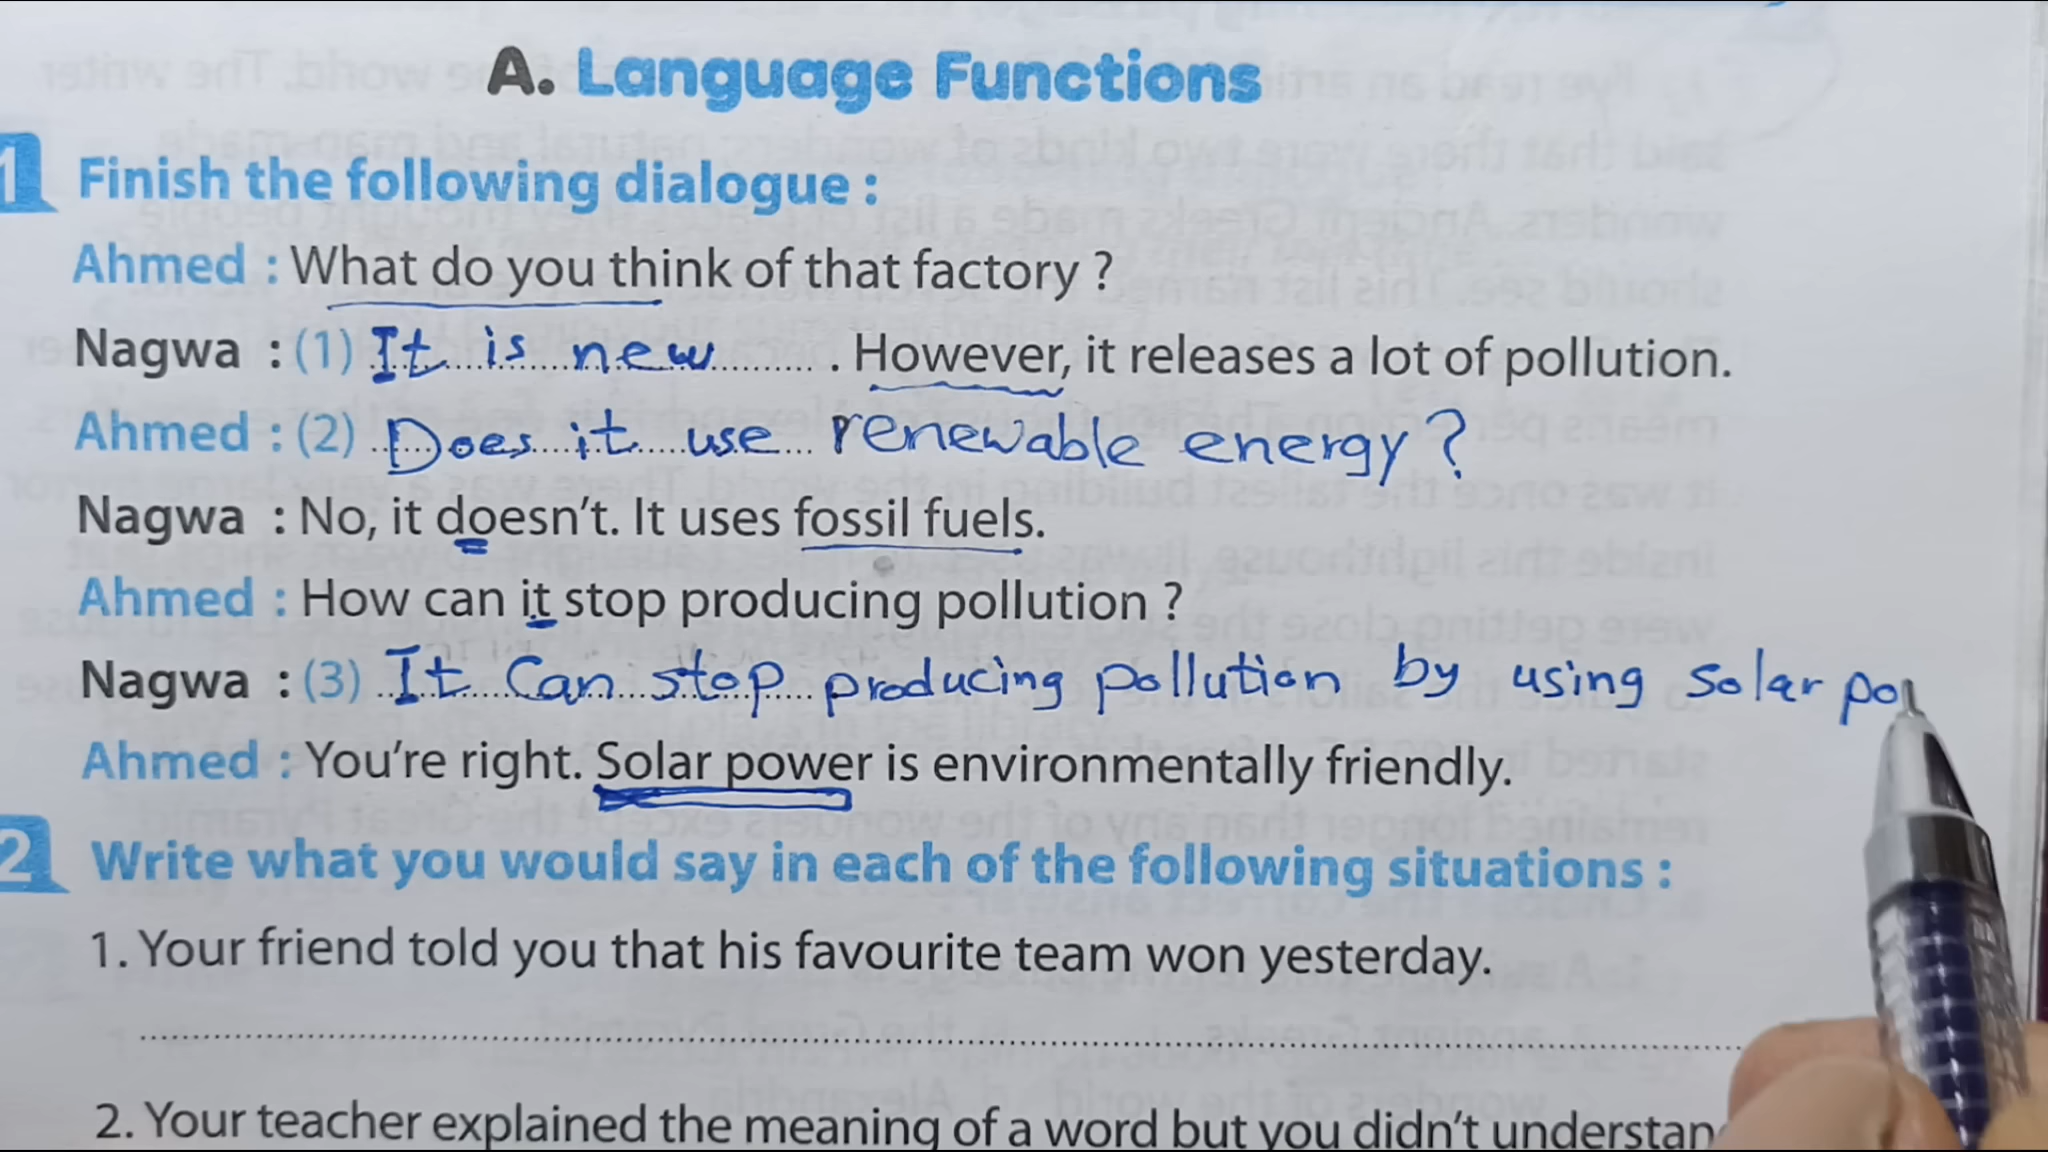 A. Language Functions
1 Finish the following dialogue :
Ahmed : What do you think of that factory ?
Nagwa : (1) It is new . However, it releases a lot of pollution.
Ahmed : (2) Does it use renewable energy?
Nagwa : No, it doesn't. It uses fossil fuels.
Ahmed : How can it stop producing pollution ?
Nagwa : (3) It Can stop producing pollution by using solar po
Ahmed : You're right. Solar power is environmentally friendly.
2 Write what you would say in each of the following situations :
1. Your friend told you that his favourite team won yesterday.
2. Your teacher explained the meaning of a word but you didn't understan